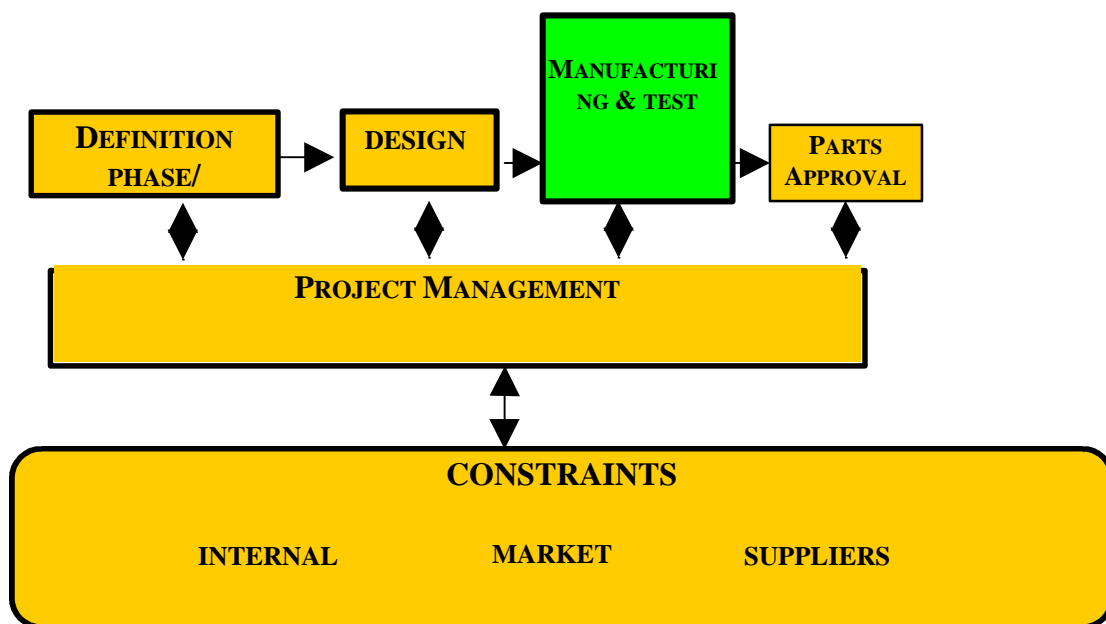 MANUFACTURI
NG & TEST
DEFINITION
PHASE/
DESIGN
PARTS
APPROVAL
PROJECT MANAGEMENT
CONSTRAINTS
INTERNAL
MARKET
SUPPLIERS